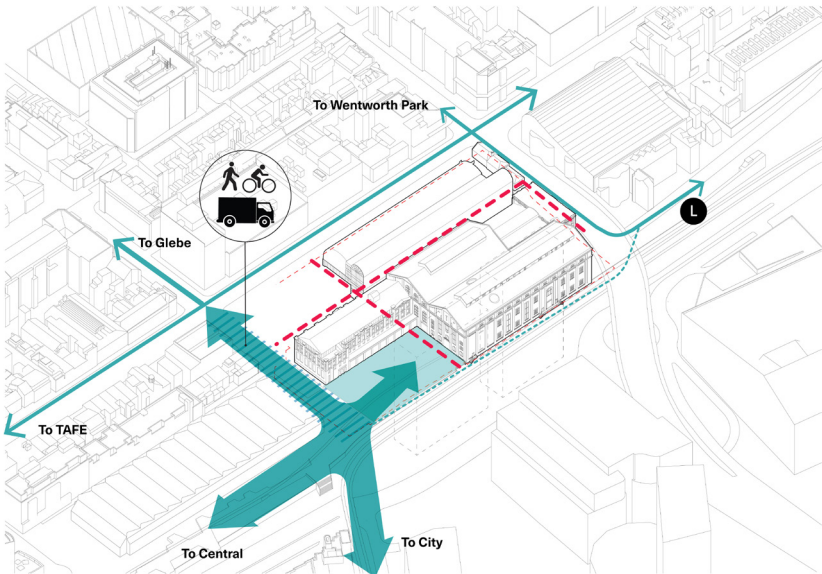 To Wentworth Park
L
To Glebe
To TAFE
To City
To Central